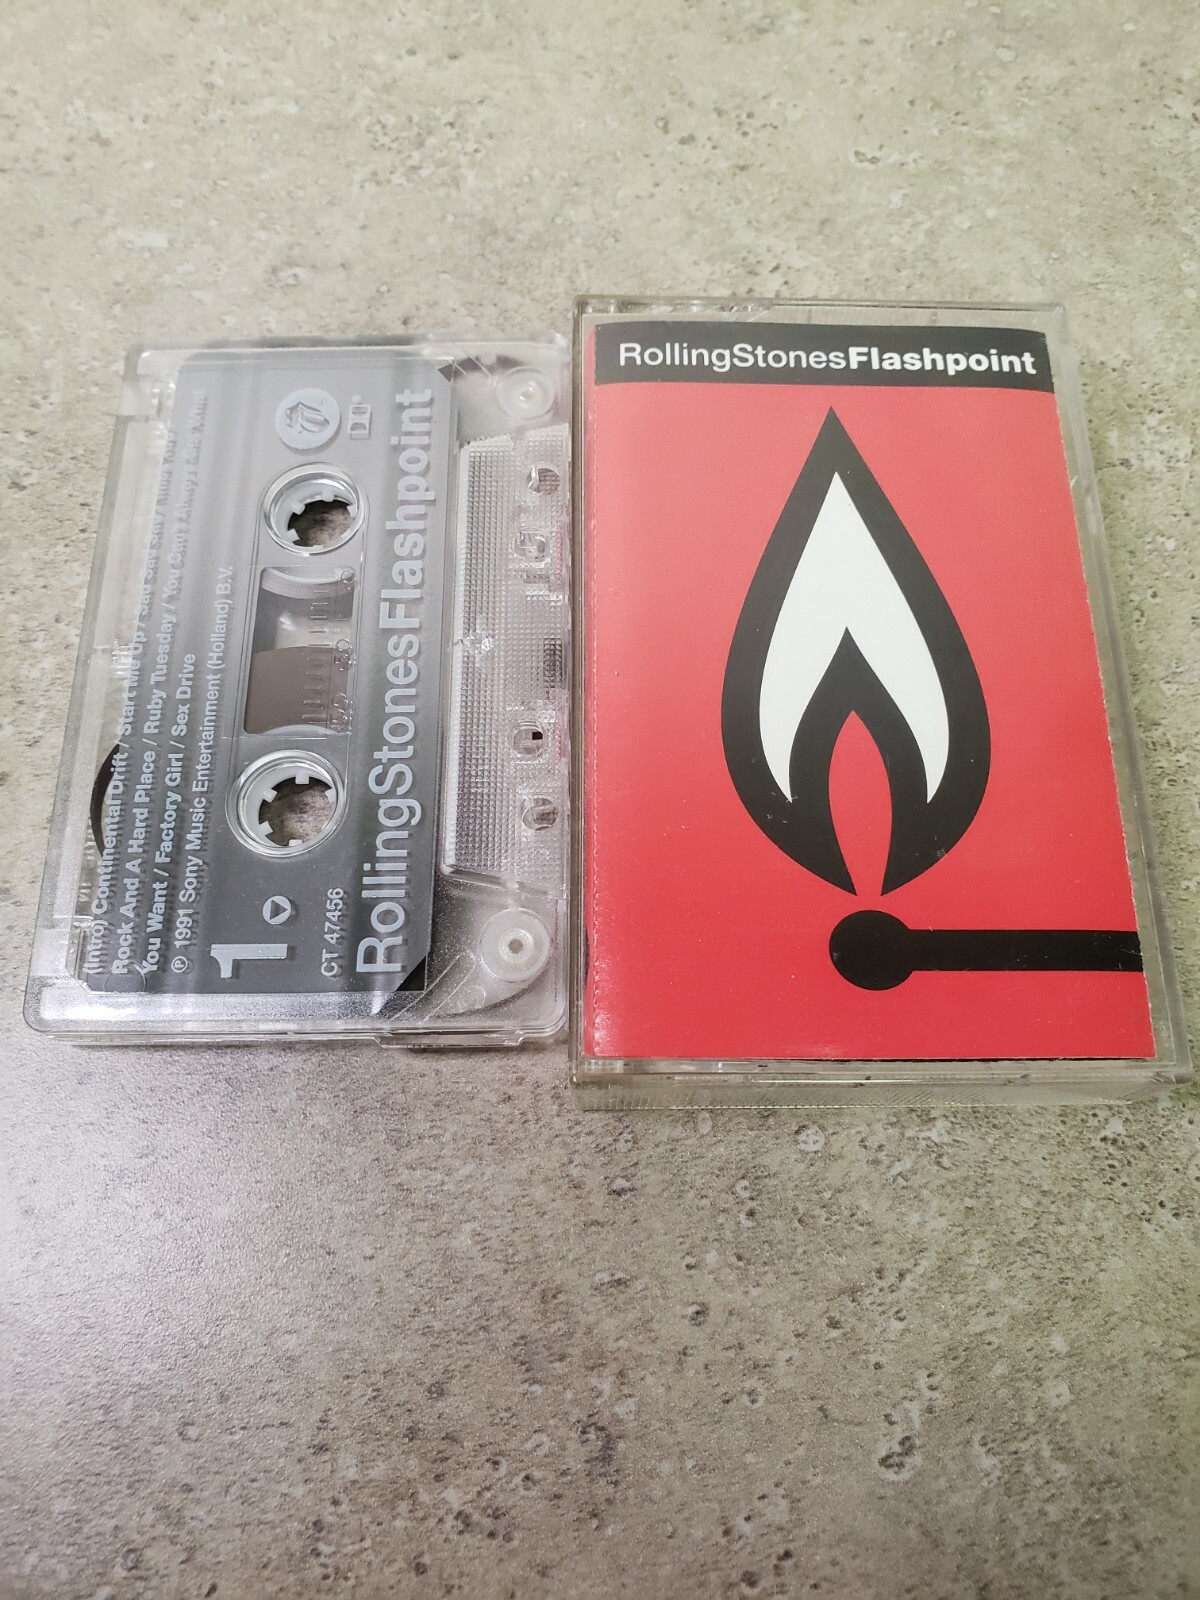 (Intro) Continental Drift / Start Me Up / Sad Sad Sad / Miss You /
Rock And A Hard Place / Ruby Tuesday / You Can't Always Get What
You Want / Factory Girl / Sex Drive
℗ 1991 Sony Music Entertainment (Holland) B.V.
1
CT 47456
RollingStonesFlashpoint
RollingStonesFlashpoint